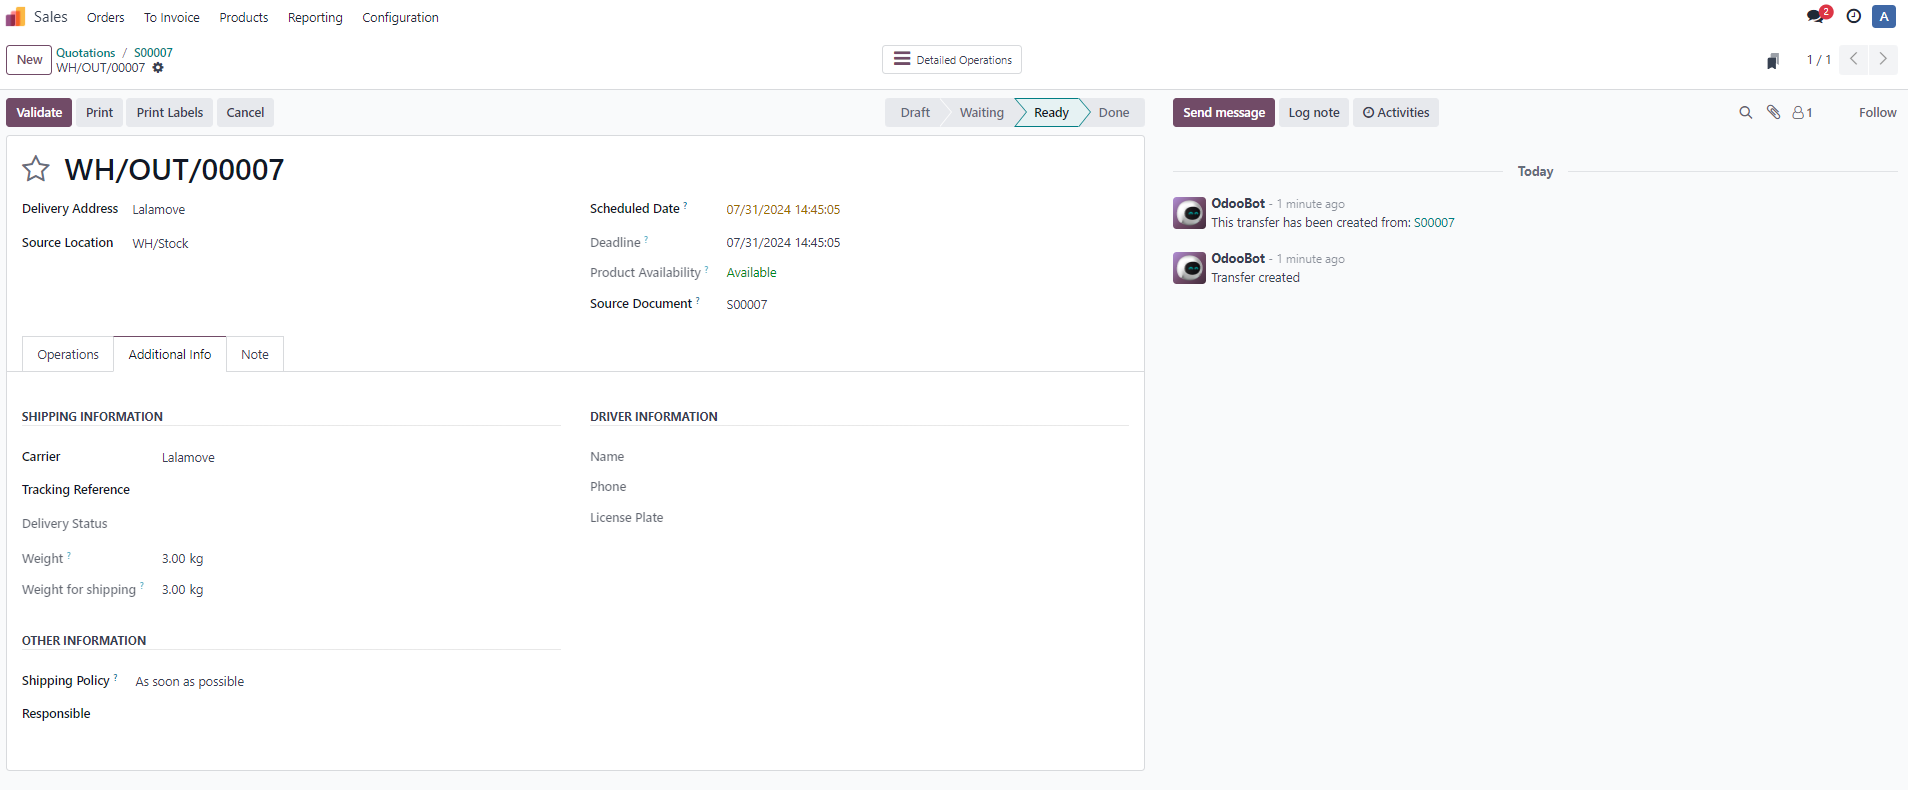 Sales Orders To Invoice Products Reporting Configuration 2 A
New Quotations / S00007
WH/OUT/00007
Detailed Operations
1 / 1
Validate Print Print Labels Cancel
Draft Waiting Ready Done
Send message Log note Activities 1 Follow
WH/OUT/00007
Delivery Address Lalamove
Source Location WH/Stock
Scheduled Date ? 07/31/2024 14:45:05
Deadline ? 07/31/2024 14:45:05
Product Availability ? Available
Source Document ? S00007
Operations Additional Info Note
SHIPPING INFORMATION
Carrier Lalamove
Tracking Reference
Delivery Status
Weight ? 3.00 kg
Weight for shipping ? 3.00 kg
DRIVER INFORMATION
Name
Phone
License Plate
OTHER INFORMATION
Shipping Policy ? As soon as possible
Responsible
Today
OdooBot - 1 minute ago
This transfer has been created from: S00007
OdooBot - 1 minute ago
Transfer created